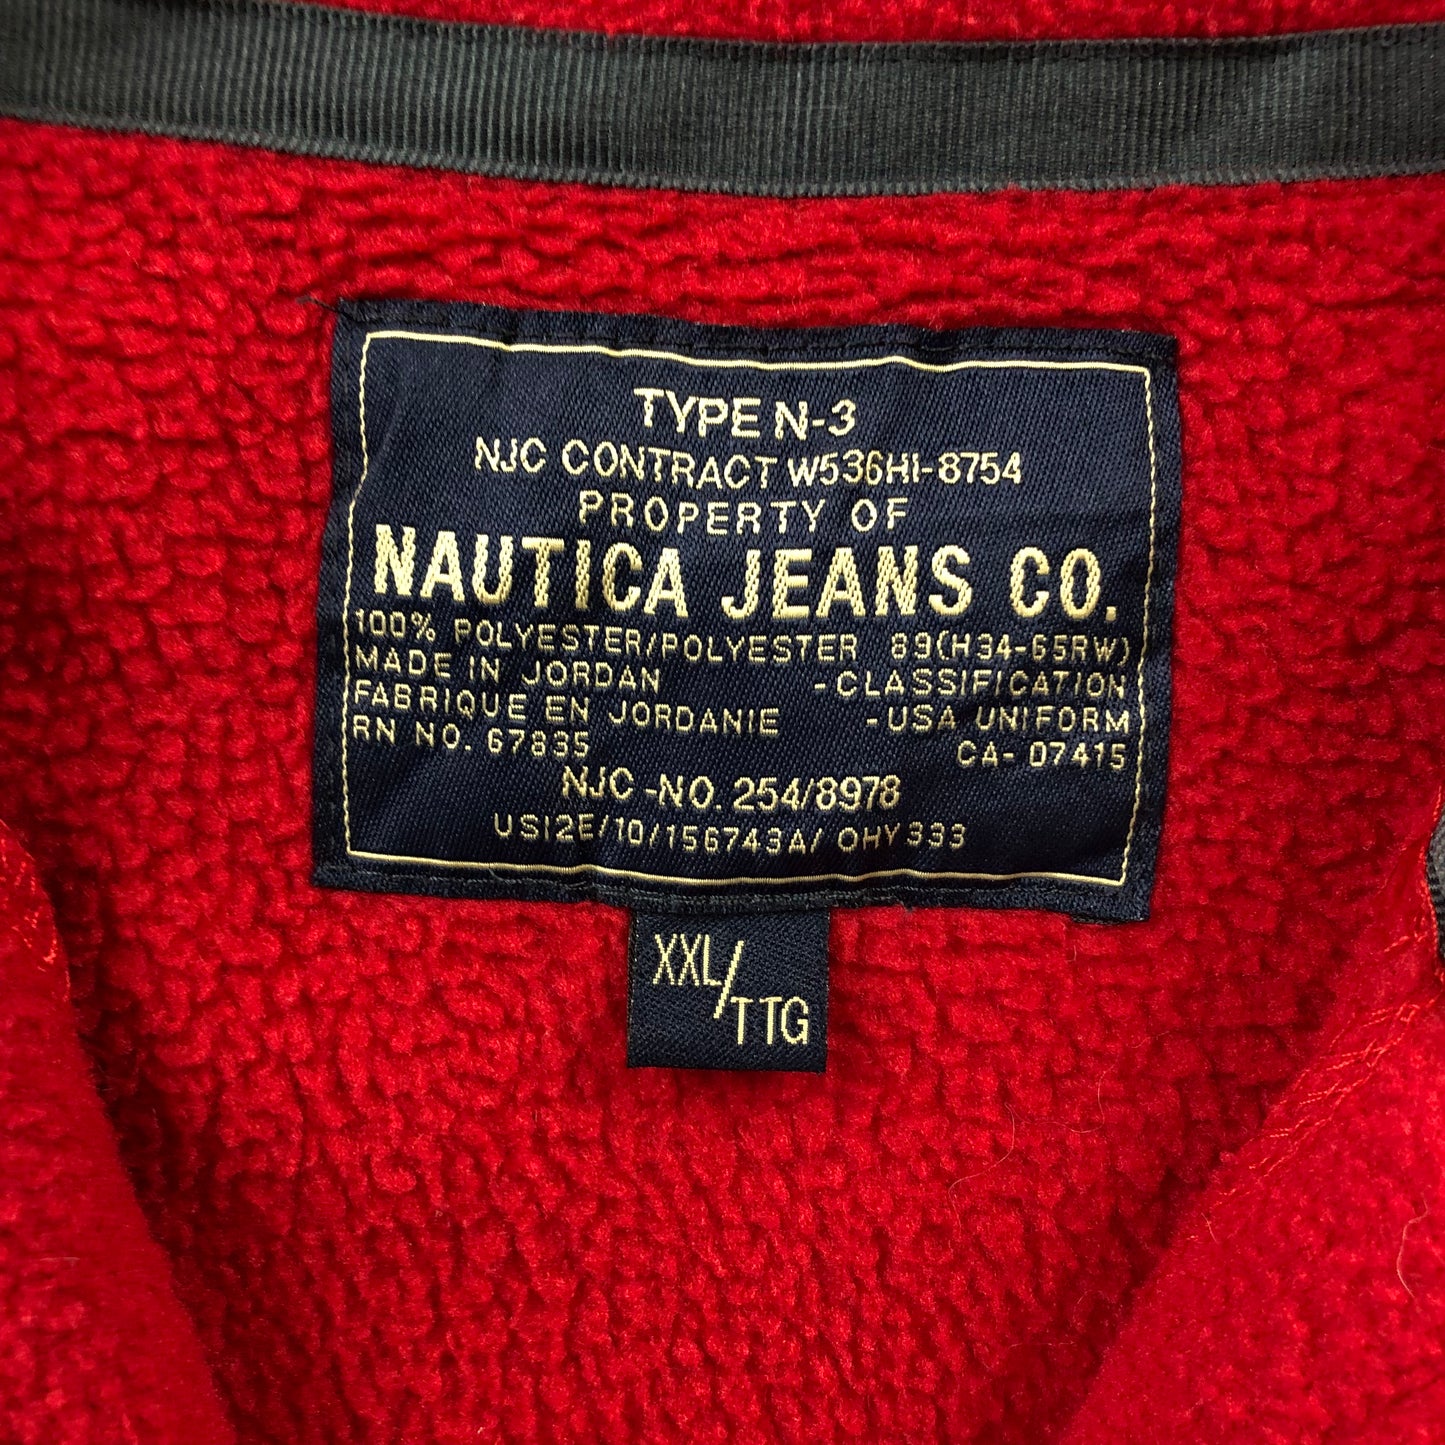 TYPE N-3
NJC CONTRACT W536HI-8754
PROPERTY OF
NAUTICA JEANS CO.
100% POLYESTER/POLYESTER 89(H34-65RW)
MADE IN JORDAN -CLASSIFICATION
FABRIQUE EN JORDANIE -USA UNIFORM
RN NO. 67835 CA- 07415
NJC -NO. 254/8978
USI2E/10/156743A/ OHY 333
XXL/TTG